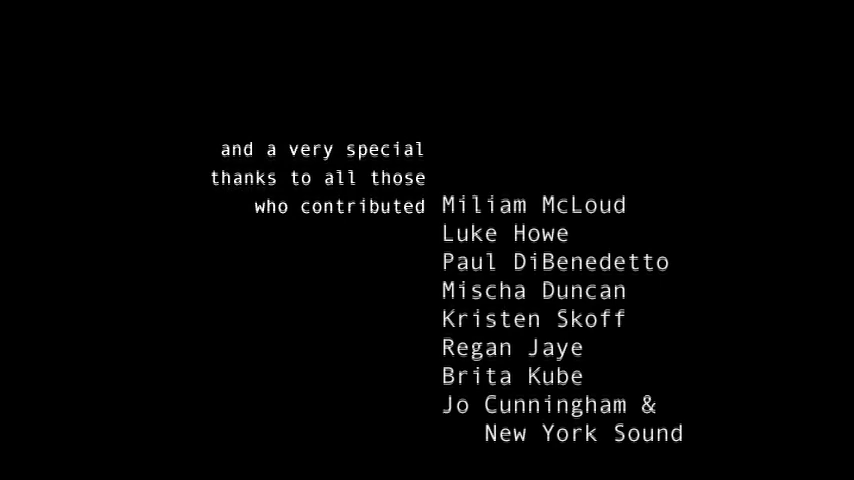 and a very special
thanks to all those
who contributed Miliam McLoud
Luke Howe
Paul DiBenedetto
Mischa Duncan
Kristen Skoff
Regan Jaye
Brita Kube
Jo Cunningham &
New York Sound